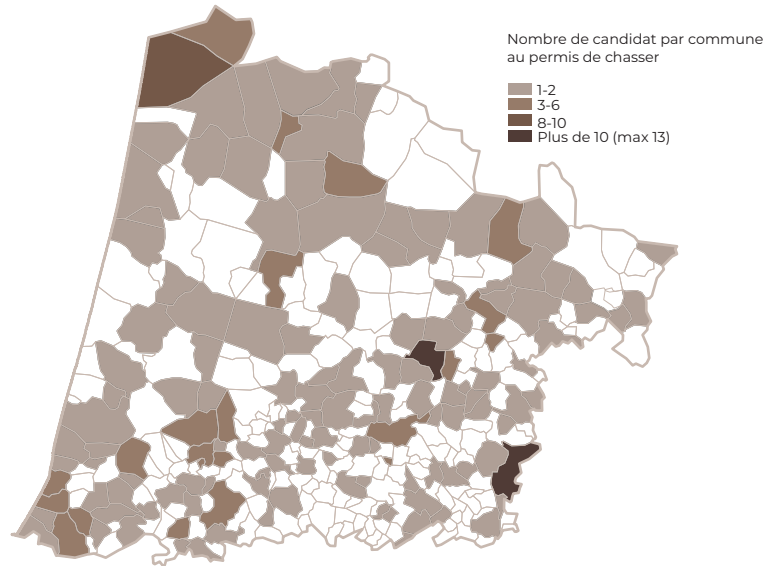 Nombre de candidat par commune
au permis de chasser
1-2
3-6
8-10
Plus de 10 (max 13)